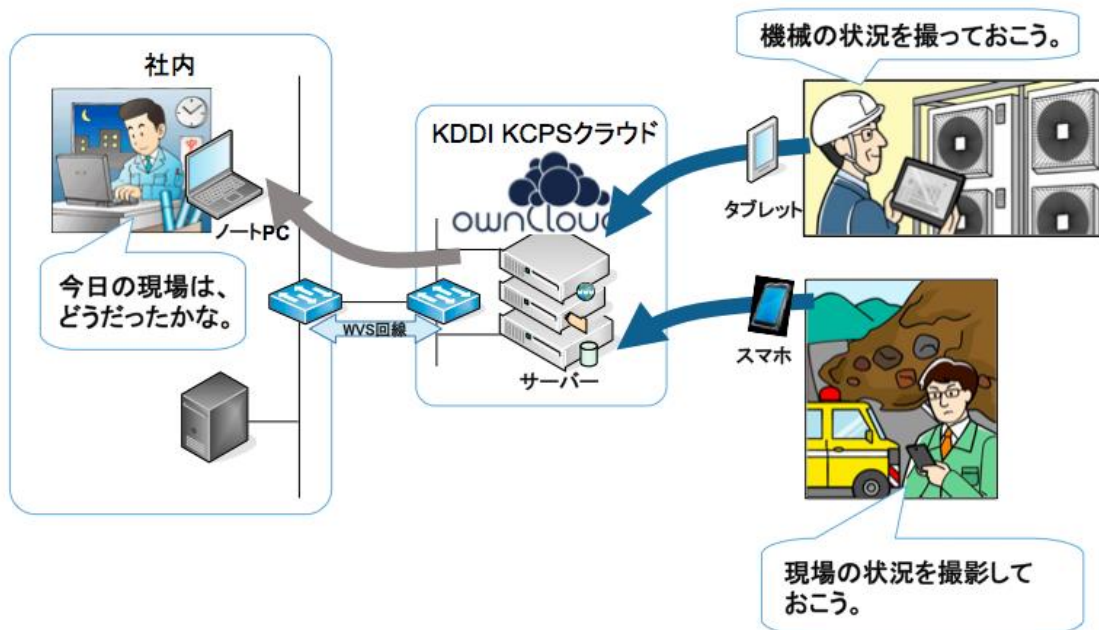 機械の状況を撮っておこう。
社内
KDDI KCPSクラウド
ownCloud
タブレット
ノートPC
今日の現場は、
どうだったかな。
WVS回線
スマホ
サーバー
現場の状況を撮影して
おこう。